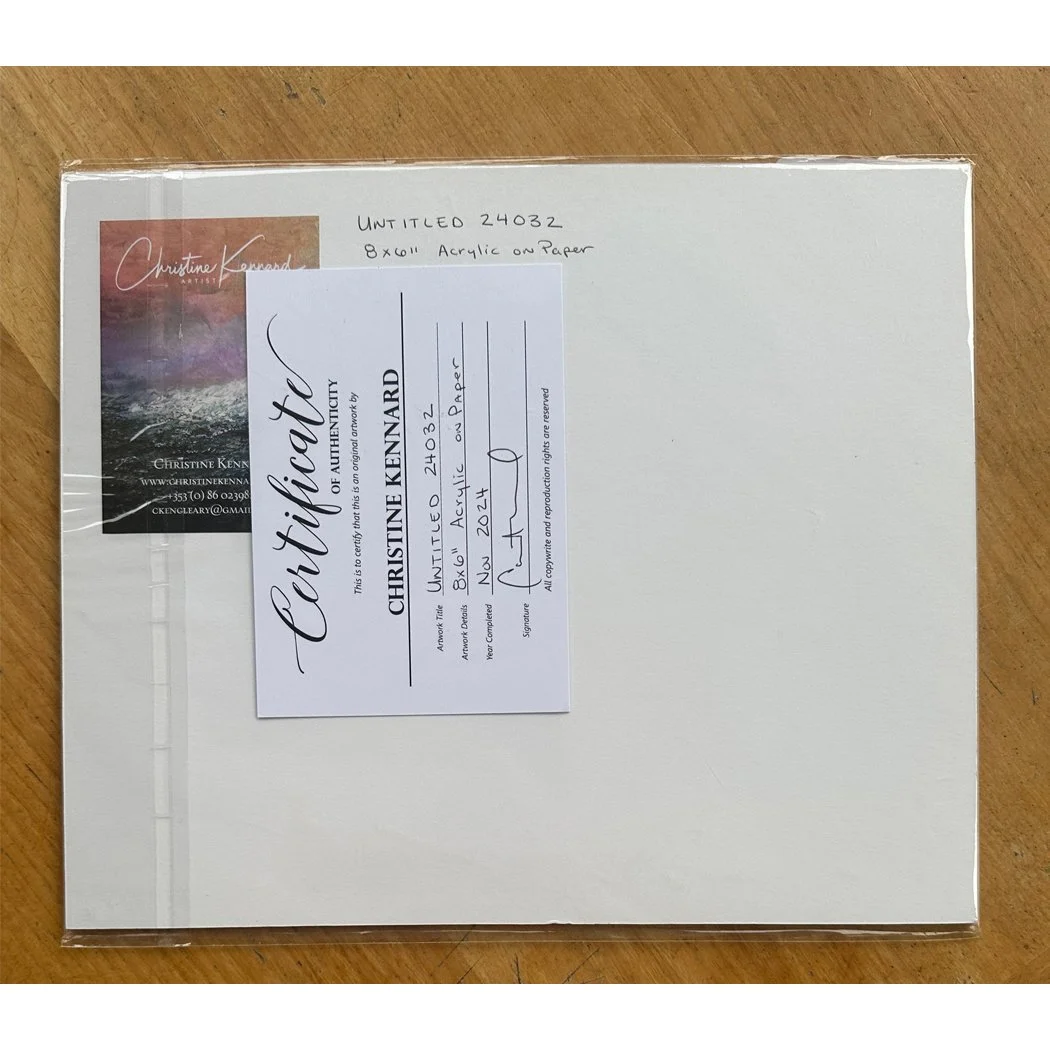 UNTITLED 24032
8x6" Acrylic on Paper
Christine Kennard
ARTIST
CHRISTINE KENN
WWW.CHRISTINEKENNA
+353 (0) 86 02398
CKENGLEARY@GMAIL
Certificate
OF AUTHENTICITY
This is to certify that this is an original artwork by
CHRISTINE KENNARD
Artwork Title UNTITLED 24032
Artwork Details 8x6" Acrylic on Paper
Year Completed Nov 2024
Signature
All copywrite and reproduction rights are reserved